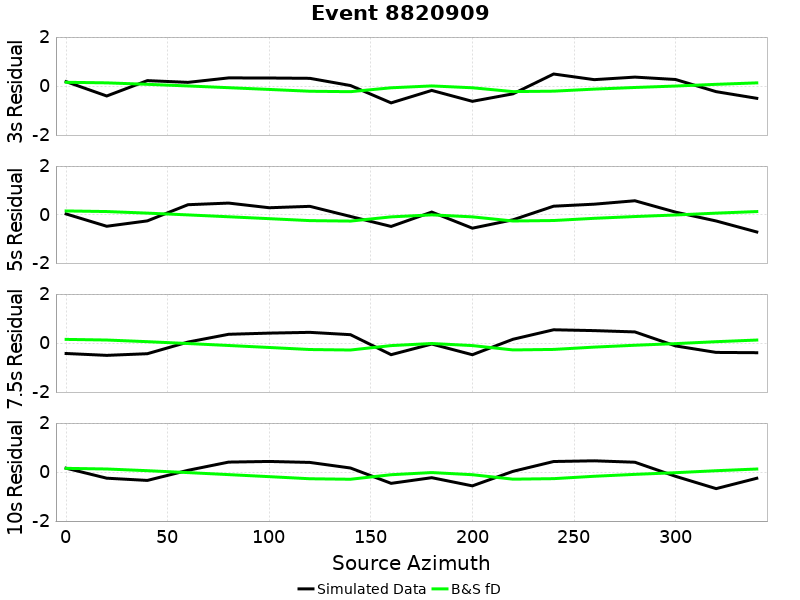 Event 8820909
3s Residual
2
0
-2
5s Residual
2
0
-2
7.5s Residual
2
0
-2
10s Residual
2
0
-2
0 50 100 150 200 250 300
Source Azimuth
Simulated Data B&S fD